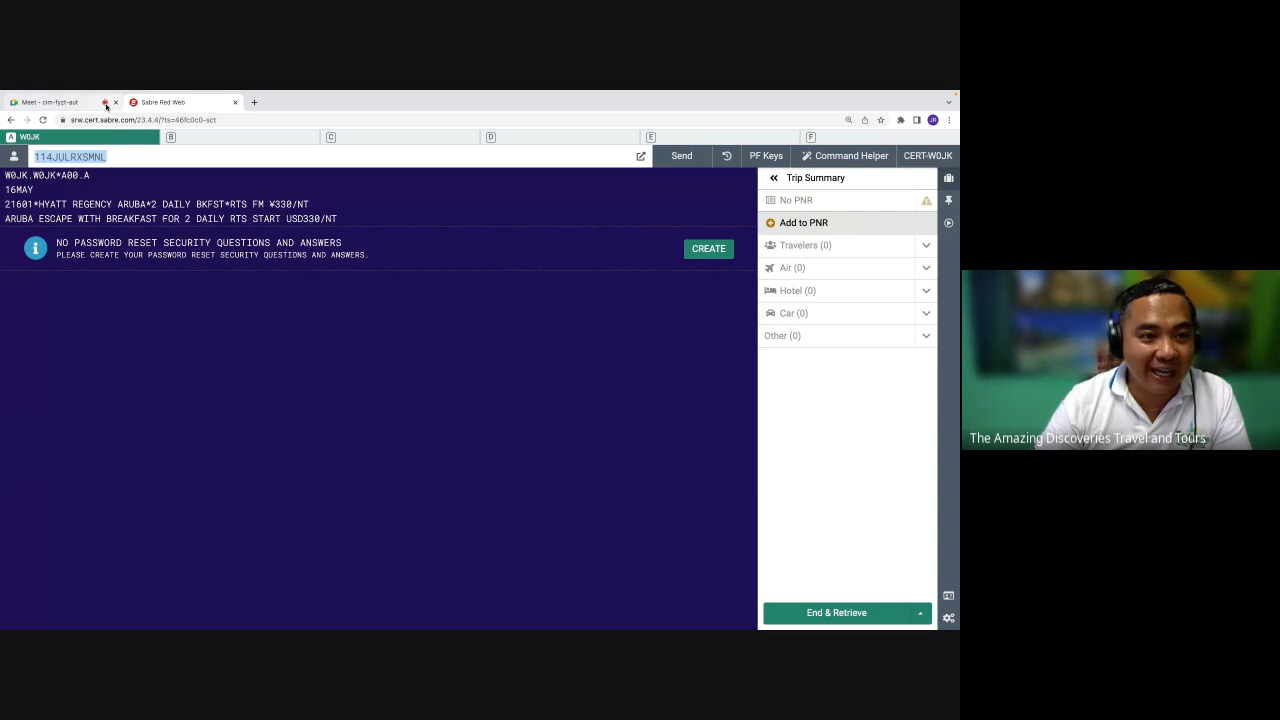 Meet - cim-fyzt-aut
Sabre Red Web
srw.cert.sabre.com/23.4.4/?ts=46fc0c0-sct
JR
A W0JK
B
C
D
E
F
114JULRXSMNL
Send
PF Keys
Command Helper
CERT-W0JK
W0JK.W0JK*A00.A
16MAY
21601*HYATT REGENCY ARUBA*2 DAILY BKFST*RTS FM ¥330/NT
ARUBA ESCAPE WITH BREAKFAST FOR 2 DAILY RTS START USD330/NT
NO PASSWORD RESET SECURITY QUESTIONS AND ANSWERS
PLEASE CREATE YOUR PASSWORD RESET SECURITY QUESTIONS AND ANSWERS.
CREATE
Trip Summary
No PNR
Add to PNR
Travelers (0)
Air (0)
Hotel (0)
Car (0)
Other (0)
End & Retrieve
The Amazing Discoveries Travel and Tours